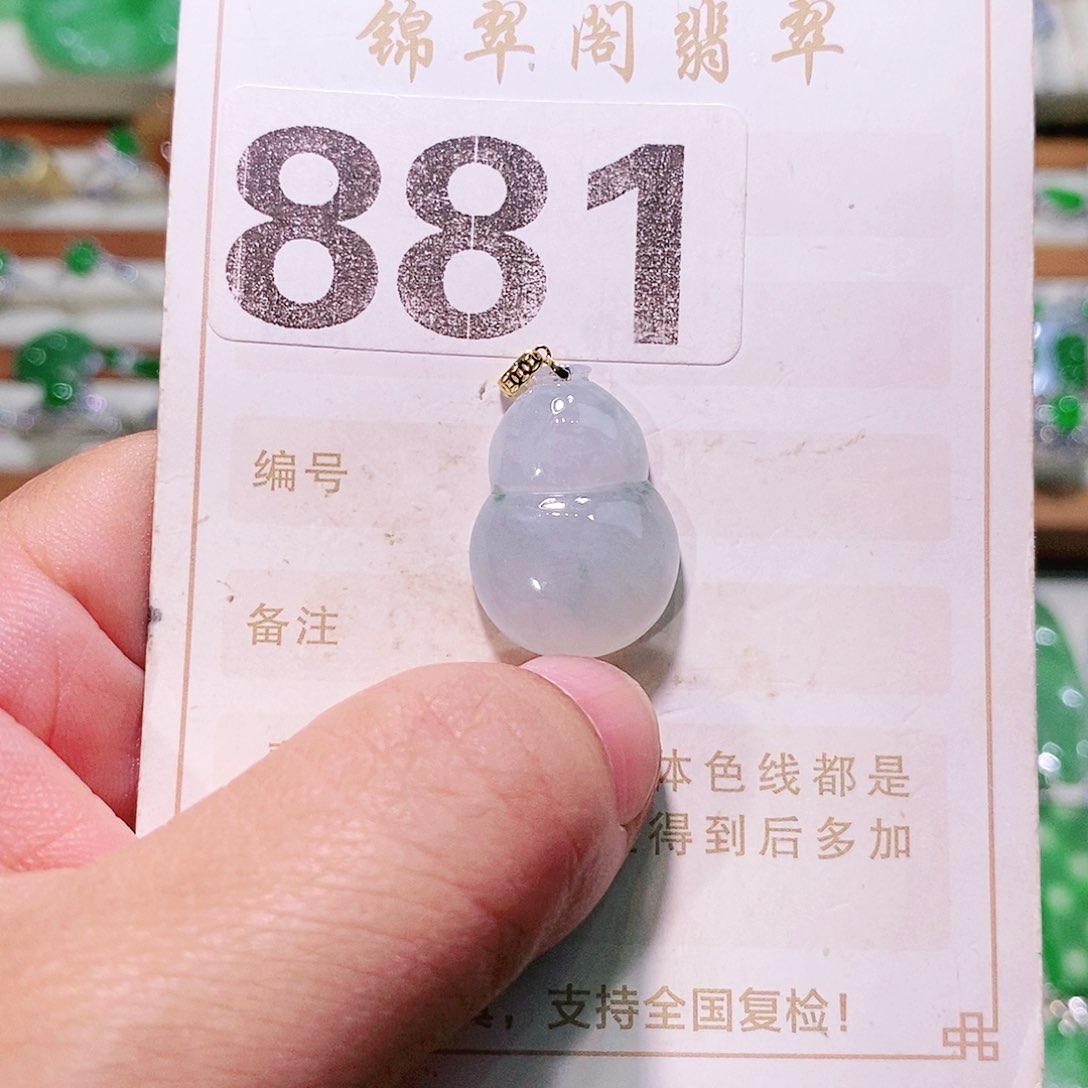 锦翠阁翡翠
881
编号
备注
本色线都是
得到后多加
，支持全国复检！